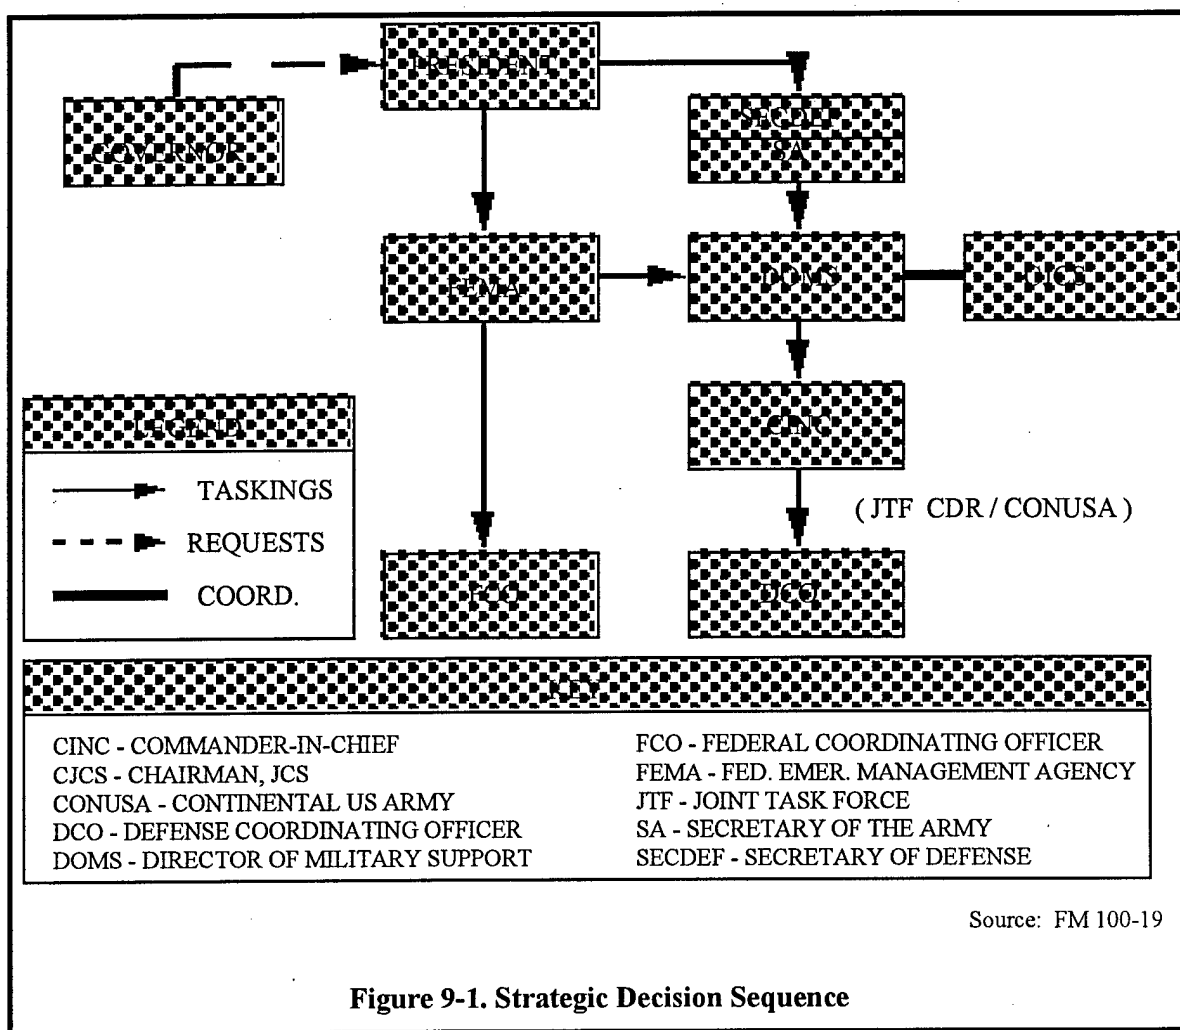 PRESIDENT
GOVERNOR
SECDEF
SA
FEMA
DOMS
CJCS
CINC
LEGEND
TASKINGS
REQUESTS
COORD.
( JTF CDR / CONUSA )
FCO
DCO
KEY
CINC - COMMANDER-IN-CHIEF
CJCS - CHAIRMAN, JCS
CONUSA - CONTINENTAL US ARMY
DCO - DEFENSE COORDINATING OFFICER
DOMS - DIRECTOR OF MILITARY SUPPORT
FCO - FEDERAL COORDINATING OFFICER
FEMA - FED. EMER. MANAGEMENT AGENCY
JTF - JOINT TASK FORCE
SA - SECRETARY OF THE ARMY
SECDEF - SECRETARY OF DEFENSE
Source: FM 100-19
Figure 9-1. Strategic Decision Sequence